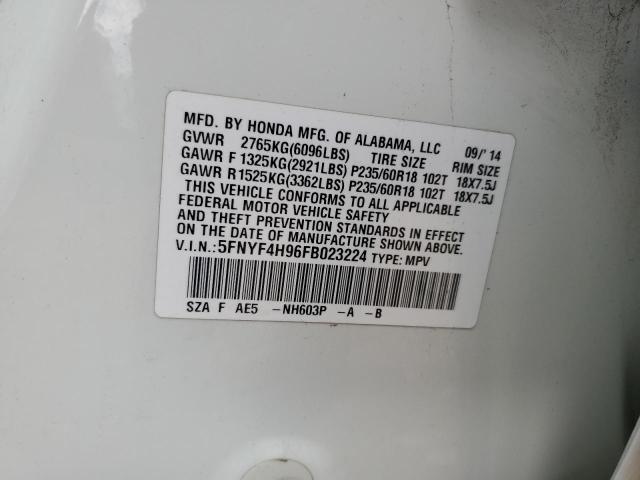 MFD. BY HONDA MFG. OF ALABAMA, LLC 09/'14
GVWR 2765KG(6096LBS) TIRE SIZE RIM SIZE
GAWR F 1325KG(2921LBS) P235/60R18 102T 18X7.5J
GAWR R 1525KG(3362LBS) P235/60R18 102T 18X7.5J
THIS VEHICLE CONFORMS TO ALL APPLICABLE
FEDERAL MOTOR VEHICLE SAFETY
AND THEFT PREVENTION STANDARDS IN EFFECT
ON THE DATE OF MANUFACTURE SHOWN ABOVE.
V.I.N.: 5FNYF4H96FB023224 TYPE: MPV
SZA F AE5 -NH603P -A -B